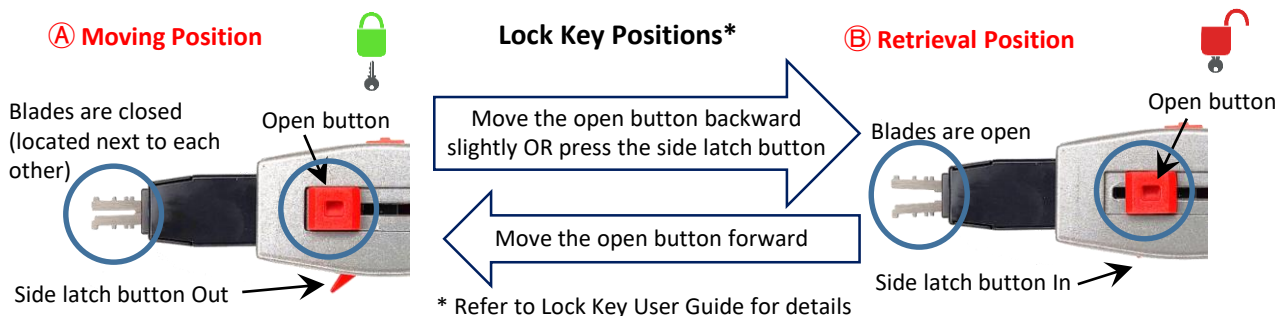 Ⓐ Moving Position
Lock Key Positions*
Ⓑ Retrieval Position
Blades are closed
(located next to each
other)
Open button
Side latch button Out
Move the open button backward
slightly OR press the side latch button
Move the open button forward
* Refer to Lock Key User Guide for details
Blades are open
Open button
Side latch button In